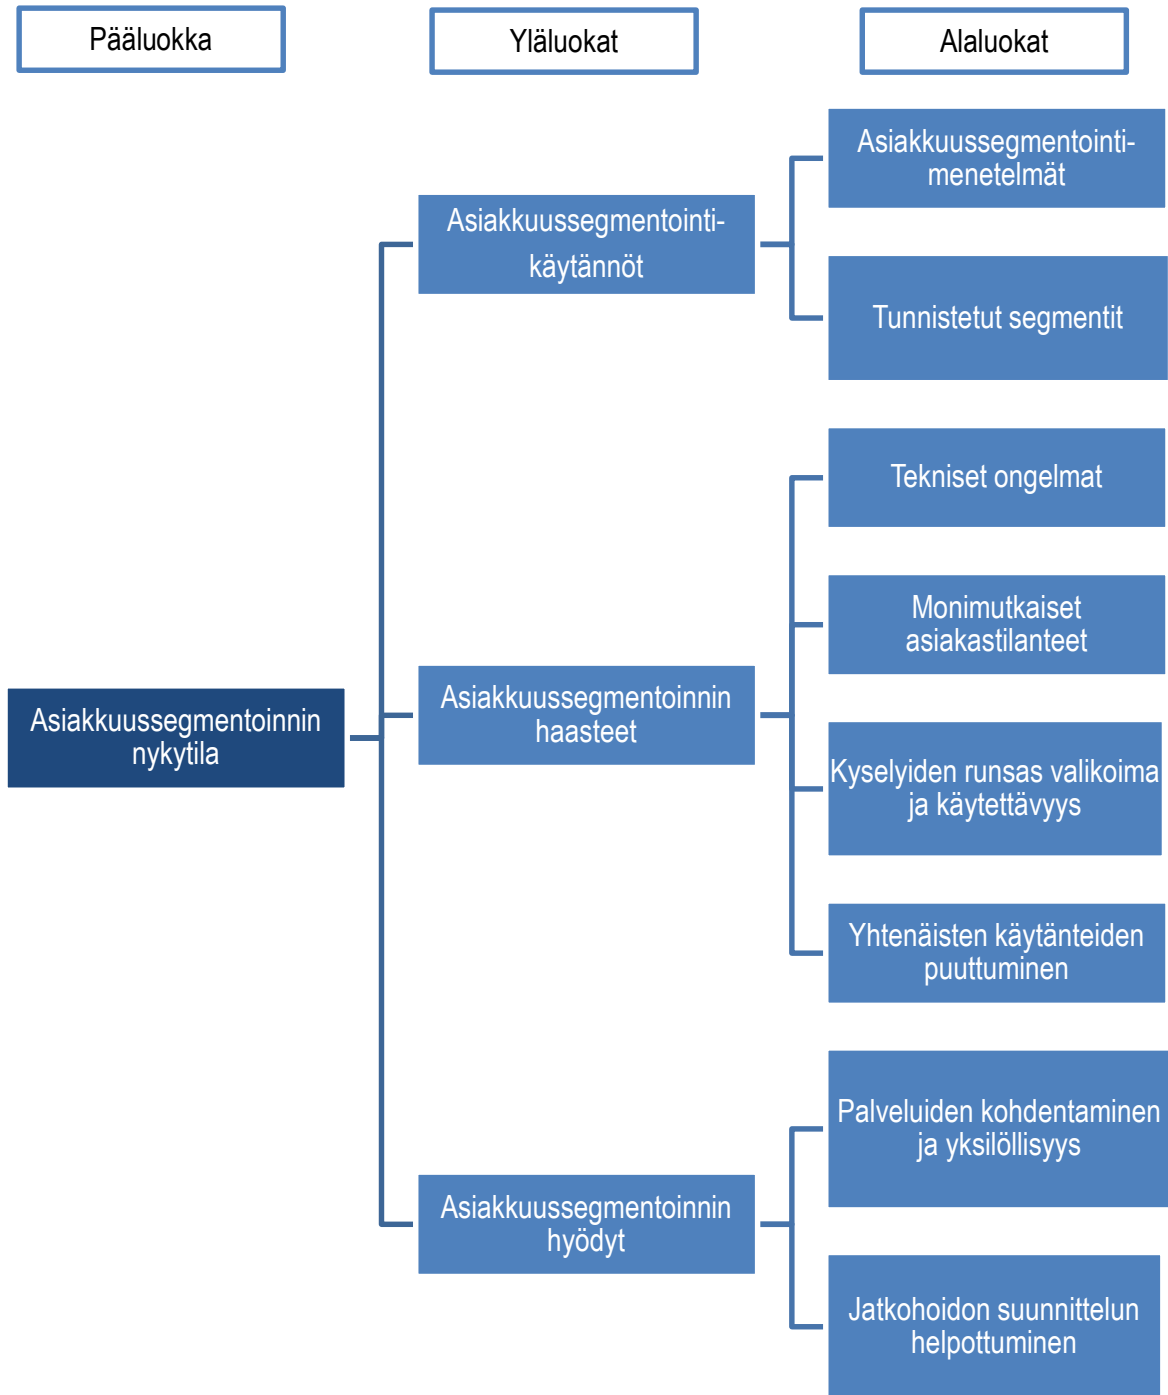 Pääluokka
Yläluokat
Alaluokat
Asiakkuussegmentoinnin
nykytila
Asiakkuussegmentointi-
käytännöt
Asiakkuussegmentointi-
menetelmät
Tunnistetut segmentit
Asiakkuussegmentoinnin
haasteet
Tekniset ongelmat
Monimutkaiset
asiakastilanteet
Kyselyiden runsas valikoima
ja käytettävyys
Yhtenäisten käytänteiden
puuttuminen
Asiakkuussegmentoinnin
hyödyt
Palveluiden kohdentaminen
ja yksilöllisyys
Jatkohoidon suunnittelun
helpottuminen